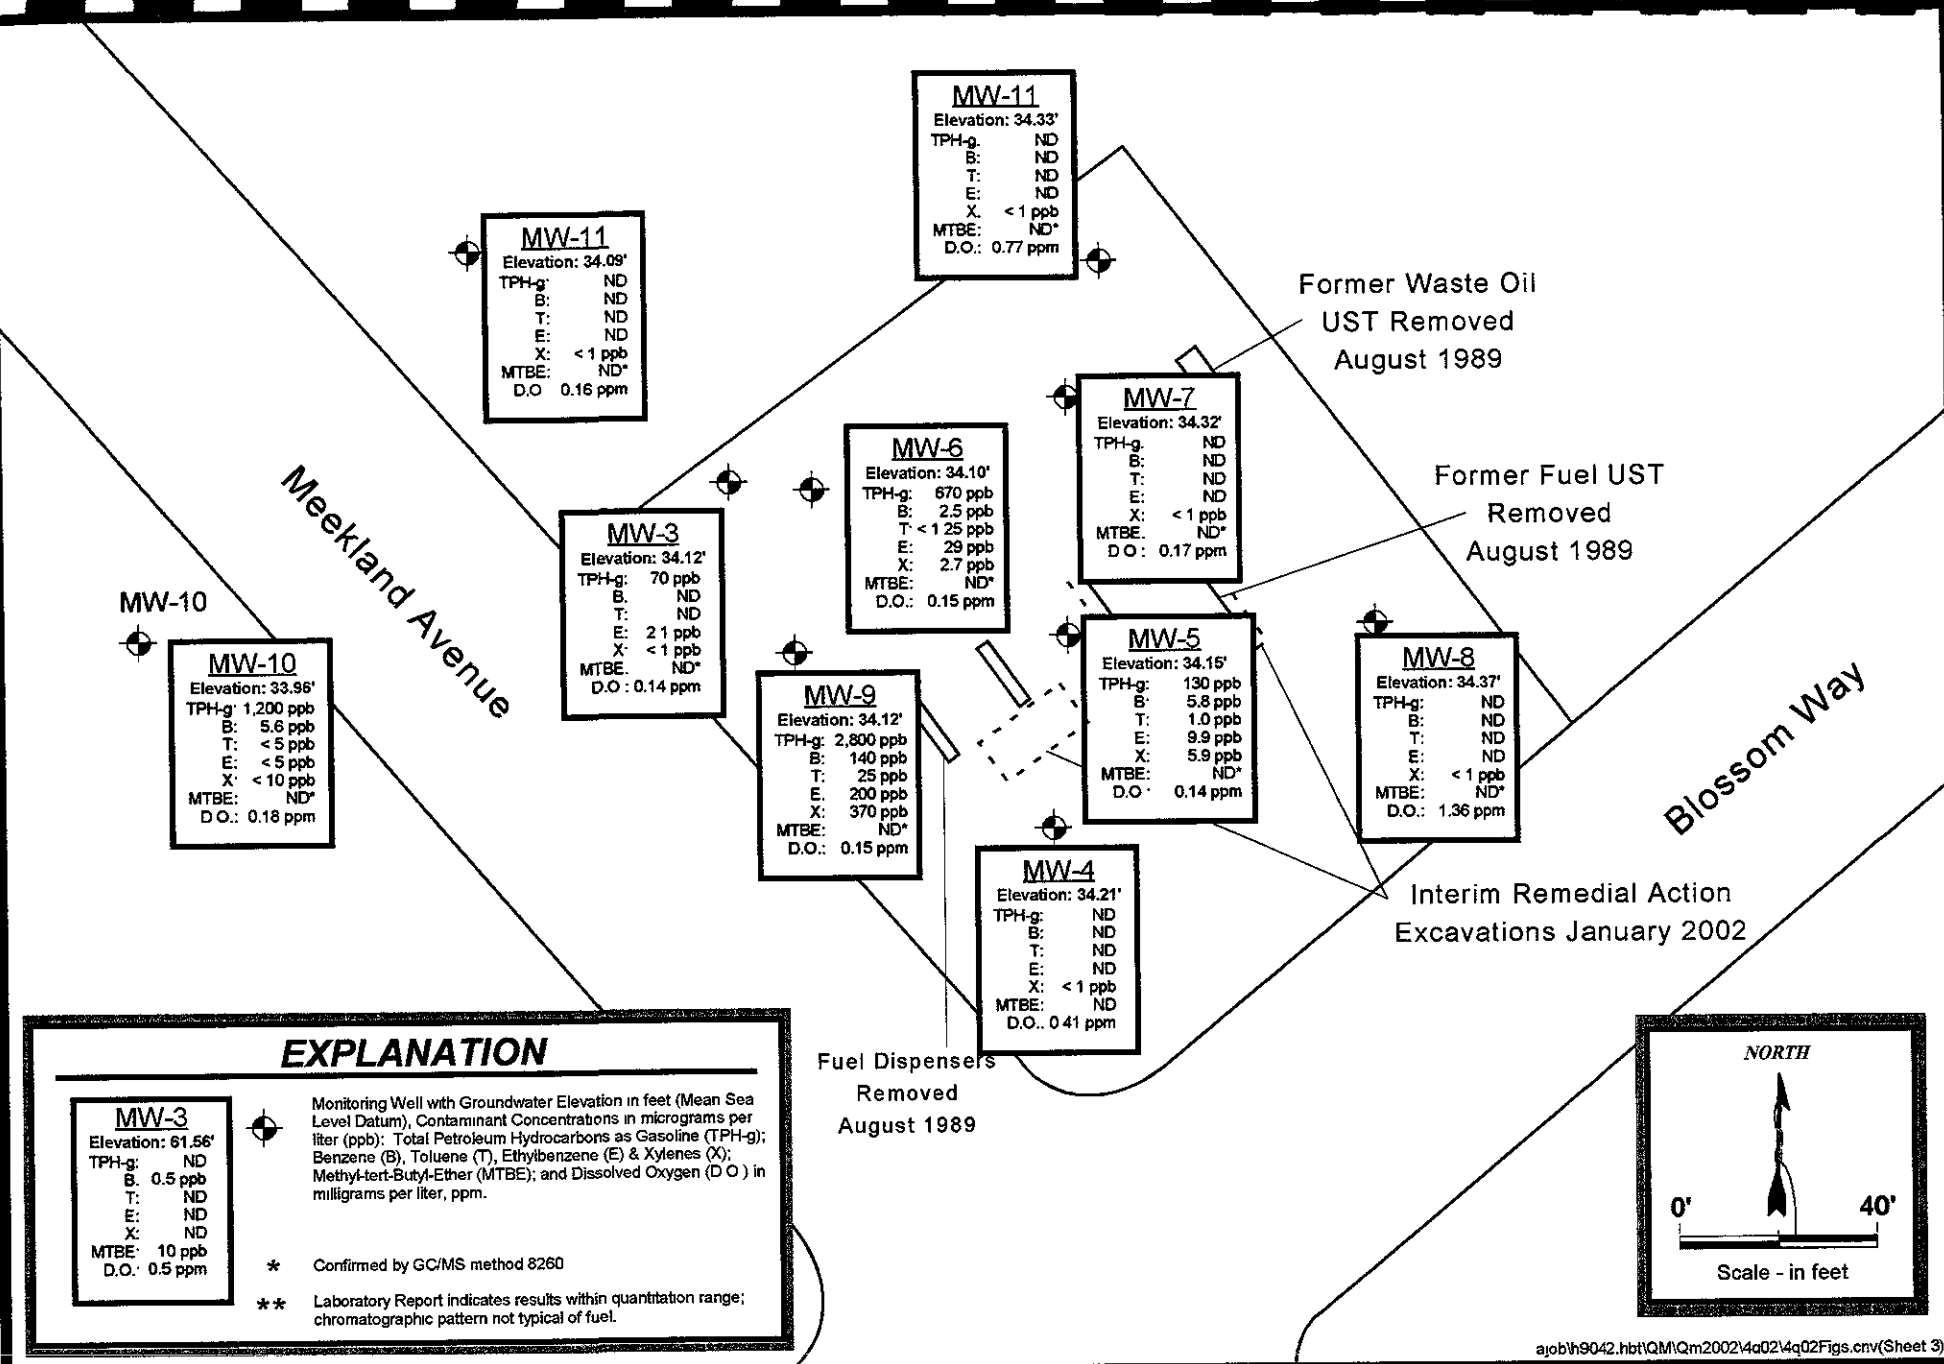 MW-11
Elevation: 34.33'
TPH-g. ND
B: ND
T: ND
E: ND
X. < 1 ppb
MTBE: ND*
D.O.: 0.77 ppm
MW-11
Elevation: 34.09'
TPH-g: ND
B: ND
T: ND
E: ND
X: < 1 ppb
MTBE: ND*
D.O 0.16 ppm
Former Waste Oil
UST Removed
August 1989
MW-7
Elevation: 34.32'
TPH-g. ND
B: ND
T: ND
E: ND
X: < 1 ppb
MTBE. ND*
D O : 0.17 ppm
MW-6
Elevation: 34.10'
TPH-g: 670 ppb
B: 2.5 ppb
T: < 1 25 ppb
E: 29 ppb
X: 2.7 ppb
MTBE: ND*
D.O.: 0.15 ppm
Former Fuel UST
Removed
August 1989
Meekland Avenue
MW-3
Elevation: 34.12'
TPH-g: 70 ppb
B. ND
T: ND
E: 2 1 ppb
X: < 1 ppb
MTBE. ND*
D.O : 0.14 ppm
MW-10
MW-10
Elevation: 33.96'
TPH-g: 1,200 ppb
B: 5.6 ppb
T: < 5 ppb
E: < 5 ppb
X: < 10 ppb
MTBE: ND*
D O.: 0.18 ppm
MW-9
Elevation: 34.12'
TPH-g: 2,800 ppb
B: 140 ppb
T: 25 ppb
E. 200 ppb
X: 370 ppb
MTBE: ND*
D.O.: 0.15 ppm
MW-5
Elevation: 34.15'
TPH-g: 130 ppb
B: 5.8 ppb
T: 1.0 ppb
E: 9.9 ppb
X: 5.9 ppb
MTBE: ND*
D.O : 0.14 ppm
MW-8
Elevation: 34.37'
TPH-g: ND
B: ND
T: ND
E: ND
X: < 1 ppb
MTBE: ND*
D.O.: 1.36 ppm
Blossom Way
MW-4
Elevation: 34.21'
TPH-g: ND
B: ND
T: ND
E: ND
X: < 1 ppb
MTBE: ND
D.O.. 0 41 ppm
Interim Remedial Action
Excavations January 2002
Fuel Dispensers
Removed
August 1989
EXPLANATION
MW-3
Elevation: 61.56'
TPH-g: ND
B. 0.5 ppb
T: ND
E: ND
X: ND
MTBE: 10 ppb
D.O.: 0.5 ppm
Monitoring Well with Groundwater Elevation in feet (Mean Sea
Level Datum), Contaminant Concentrations in micrograms per
liter (ppb): Total Petroleum Hydrocarbons as Gasoline (TPH-g);
Benzene (B), Toluene (T), Ethylbenzene (E) & Xylenes (X);
Methyl-tert-Butyl-Ether (MTBE); and Dissolved Oxygen (D O ) in
milligrams per liter, ppm.
* Confirmed by GC/MS method 8260
** Laboratory Report indicates results within quantitation range;
chromatographic pattern not typical of fuel.
NORTH
0' 40'
Scale - in feet
ajob\h9042.hbt\QM\Qm2002\4q02\4q02Figs.cnv(Sheet 3)